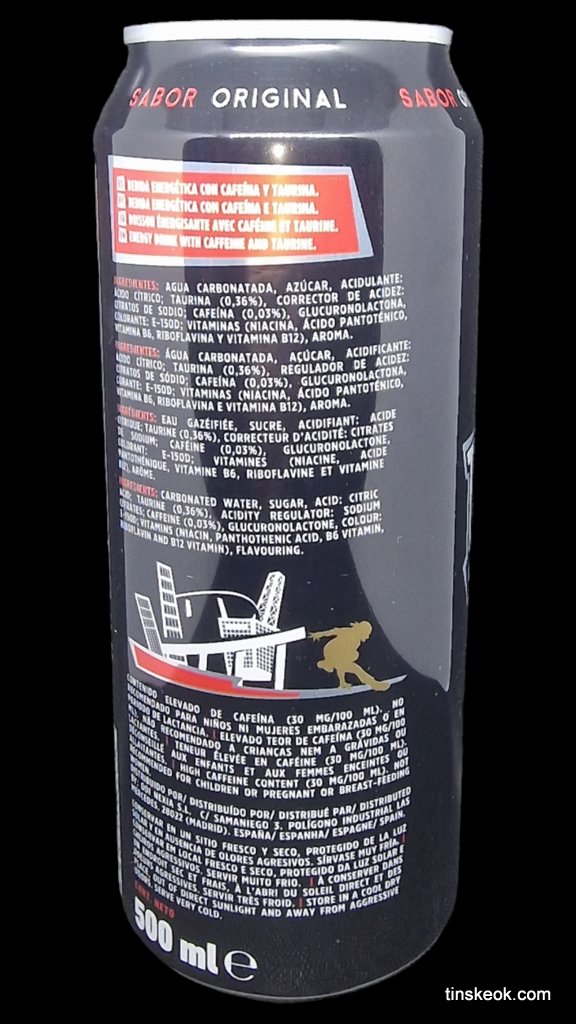 SABOR ORIGINAL SABOR
BEBIDA ENERGÉTICA CON CAFEÍNA Y TAURINA.
BEBIDA ENERGÉTICA COM CAFEÍNA E TAURINA.
BOISSON ÉNERGISANTE AVEC CAFÉINE ET TAURINE.
ENERGY DRINK WITH CAFFEINE AND TAURINE.
INGREDIENTES: AGUA CARBONATADA, AZÚCAR, ACIDULANTE:
ÁCIDO CÍTRICO; TAURINA (0,36%), CORRECTOR DE ACIDEZ:
CITRATOS DE SODIO; CAFEÍNA (0,03%), GLUCURONOLACTONA,
COLORANTE: E-150D; VITAMINAS (NIACINA, ÁCIDO PANTOTÉNICO,
VITAMINA B6, RIBOFLAVINA Y VITAMINA B12), AROMA.
INGREDIENTES: ÁGUA CARBONATADA, AÇÚCAR, ACIDIFICANTE:
ÁCIDO CÍTRICO; TAURINA (0,36%), REGULADOR DE ACIDEZ:
CITRATOS DE SÓDIO; CAFEÍNA (0,03%), GLUCURONOLACTONA,
CORANTE: E-150D; VITAMINAS (NIACINA, ÁCIDO PANTOTÉNICO,
VITAMINA B6, RIBOFLAVINA E VITAMINA B12), AROMA.
INGRÉDIENTS: EAU GAZÉIFIÉE, SUCRE, ACIDIFIANT: ACIDE
CITRIQUE; TAURINE (0,36%), CORRECTEUR D'ACIDITÉ: CITRATES
DE SODIUM; CAFÉINE (0,03%), GLUCURONOLACTONE,
COLORANT: E-150D; VITAMINES (NIACINE, ACIDE
PANTOTHÉNIQUE, VITAMINE B6, RIBOFLAVINE ET VITAMINE
B12), ARÔME.
INGREDIENTS: CARBONATED WATER, SUGAR, ACID: CITRIC
ACID; TAURINE (0,36%), ACIDITY REGULATOR: SODIUM
CITRATES; CAFFEINE (0,03%), GLUCURONOLACTONE, COLOUR:
E-150D; VITAMINS (NIACIN, PANTHOTHENIC ACID, B6 VITAMIN,
RIBOFLAVIN AND B12 VITAMIN), FLAVOURING.
CONTENIDO ELEVADO DE CAFEÍNA (30 MG/100 ML). NO
RECOMENDADO PARA NIÑOS NI MUJERES EMBARAZADAS O EN
PERIODO DE LACTANCIA. | ELEVADO TEOR DE CAFEÍNA (30 MG/100
ML). NÃO RECOMENDADO A CRIANÇAS NEM A GRÁVIDAS OU
LACTANTES | TENEUR ÉLEVÉE EN CAFÉINE (30 MG/100 ML).
DÉCONSEILLÉ AUX ENFANTS ET AUX FEMMES ENCEINTES OU
ALLAITANTES. | HIGH CAFFEINE CONTENT (30 MG/100 ML). NOT
RECOMMENDED FOR CHILDREN OR PREGNANT OR BREAST-FEEDING
WOMEN.
DISTRIBUIDO POR/ DISTRIBUÍDO POR/ DISTRIBUÉ PAR/ DISTRIBUTED
BY: DDI NEXIA S.L. C/ SAMANIEGO 3. POLÍGONO INDUSTRIAL LAS
MERCEDES 28022 (MADRID). ESPAÑA/ ESPANHA/ ESPAGNE/ SPAIN.
CONSERVAR EN UN SITIO FRESCO Y SECO, PROTEGIDO DE LA LUZ
SOLAR Y EN AUSENCIA DE OLORES AGRESIVOS. SÍRVASE MUY FRÍA. |
CONSERVAR EM LOCAL FRESCO E SECO, PROTEGIDO DA LUZ SOLAR E
ODORES AGRESSIVOS. SERVIR MUITO FRIO. | À CONSERVER DANS
UN ENDROIT SEC ET FRAIS, À L'ABRI DU SOLEIL DIRECT ET DES
ODEURS AGRESSIVES. SERVIR TRÈS FROID. | STORE IN A COOL DRY
PLACE, OUT OF DIRECT SUNLIGHT AND AWAY FROM AGGRESSIVE
SERVE VERY COLD.
CONT. NETO
500 ml e
tinskeok.com